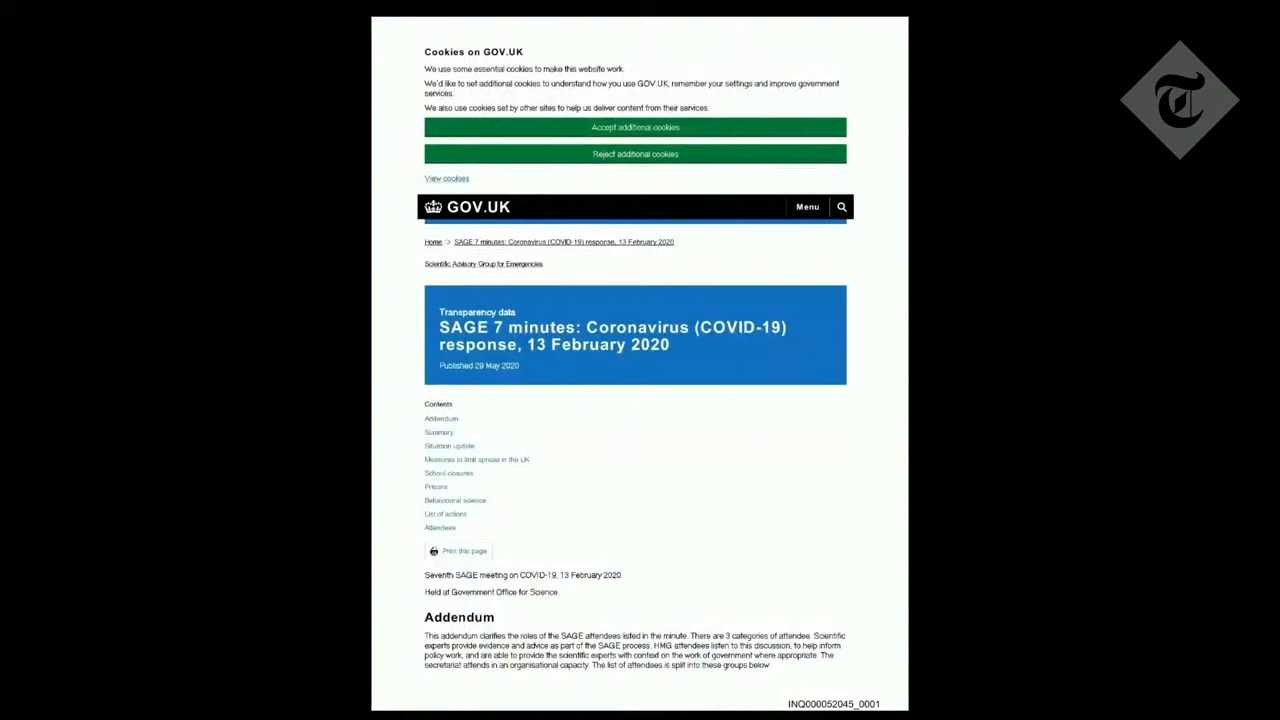 Cookies on GOV.UK
We use some essential cookies to make this website work.
We'd like to set additional cookies to understand how you use GOV.UK, remember your settings and improve government
services.
We also use cookies set by other sites to help us deliver content from their services.
Accept additional cookies
Reject additional cookies
View cookies
GOV.UK
Menu
Home SAGE 7 minutes: Coronavirus (COVID-19) response, 13 February 2020
Scientific Advisory Group for Emergencies
Transparency data
SAGE 7 minutes: Coronavirus (COVID-19)
response, 13 February 2020
Published 29 May 2020
Contents
Addendum
Summary
Situation update
Measures to limit spread in the UK
School closures
Prisons
Behavioural science
List of actions
Attendees
Print this page
Seventh SAGE meeting on COVID-19, 13 February 2020.
Held at Government Office for Science.
Addendum
This addendum clarifies the roles of the SAGE attendees listed in the minute. There are 3 categories of attendee. Scientific
experts provide evidence and advice as part of the SAGE process. HMG attendees listen to this discussion, to help inform
policy work, and are able to provide the scientific experts with context on the work of government where appropriate. The
secretariat attends in an organisational capacity. The list of attendees is split into these groups below
INQ000052045_0001
T